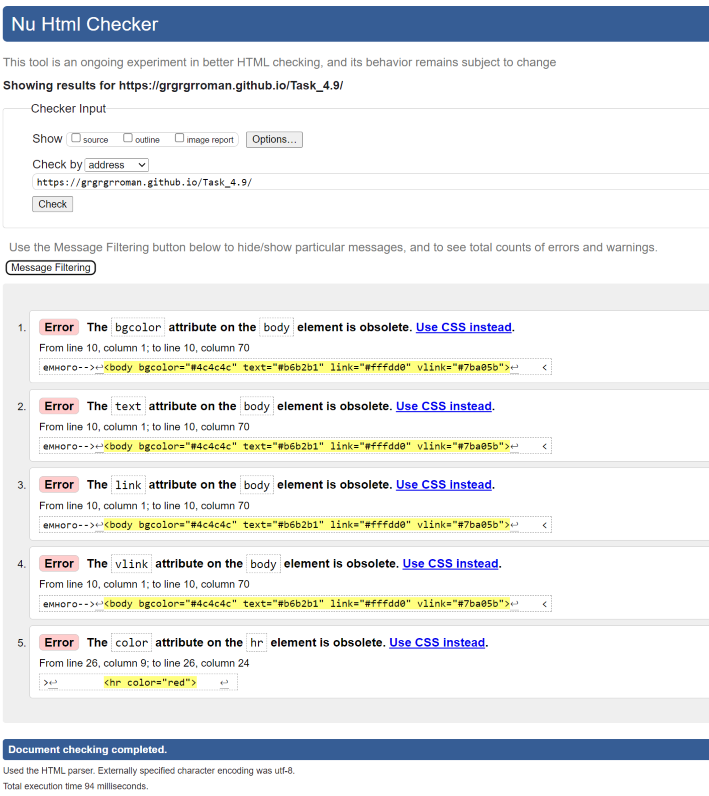 Nu Html Checker
This tool is an ongoing experiment in better HTML checking, and its behavior remains subject to change
Showing results for https://grgrgrroman.github.io/Task_4.9/
Checker Input
Show source outline image report Options...
Check by address
https://grgrgrroman.github.io/Task_4.9/
Check
Use the Message Filtering button below to hide/show particular messages, and to see total counts of errors and warnings.
Message Filtering
1. Error The bgcolor attribute on the body element is obsolete. Use CSS instead.
From line 10, column 1; to line 10, column 70
емного-->↩<body bgcolor="#4c4c4c" text="#b6b2b1" link="#fffdd0" vlink="#7ba05b">↩ <
2. Error The text attribute on the body element is obsolete. Use CSS instead.
From line 10, column 1; to line 10, column 70
емного-->↩<body bgcolor="#4c4c4c" text="#b6b2b1" link="#fffdd0" vlink="#7ba05b">↩ <
3. Error The link attribute on the body element is obsolete. Use CSS instead.
From line 10, column 1; to line 10, column 70
емного-->↩<body bgcolor="#4c4c4c" text="#b6b2b1" link="#fffdd0" vlink="#7ba05b">↩ <
4. Error The vlink attribute on the body element is obsolete. Use CSS instead.
From line 10, column 1; to line 10, column 70
емного-->↩<body bgcolor="#4c4c4c" text="#b6b2b1" link="#fffdd0" vlink="#7ba05b">↩ <
5. Error The color attribute on the hr element is obsolete. Use CSS instead.
From line 26, column 9; to line 26, column 24
>↩ <hr color="red"> ↩
Document checking completed.
Used the HTML parser. Externally specified character encoding was utf-8.
Total execution time 94 milliseconds.